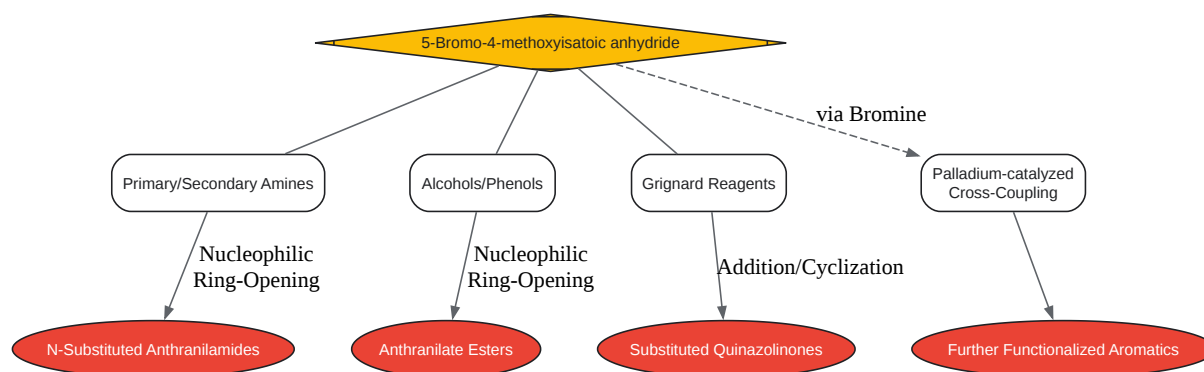 5-Bromo-4-methoxyisatoic anhydride
via Bromine
Primary/Secondary Amines
Alcohols/Phenols
Grignard Reagents
Palladium-catalyzed
Cross-Coupling
Nucleophilic
Ring-Opening
Nucleophilic
Ring-Opening
Addition/Cyclization
N-Substituted Anthranilamides
Anthranilate Esters
Substituted Quinazolinones
Further Functionalized Aromatics